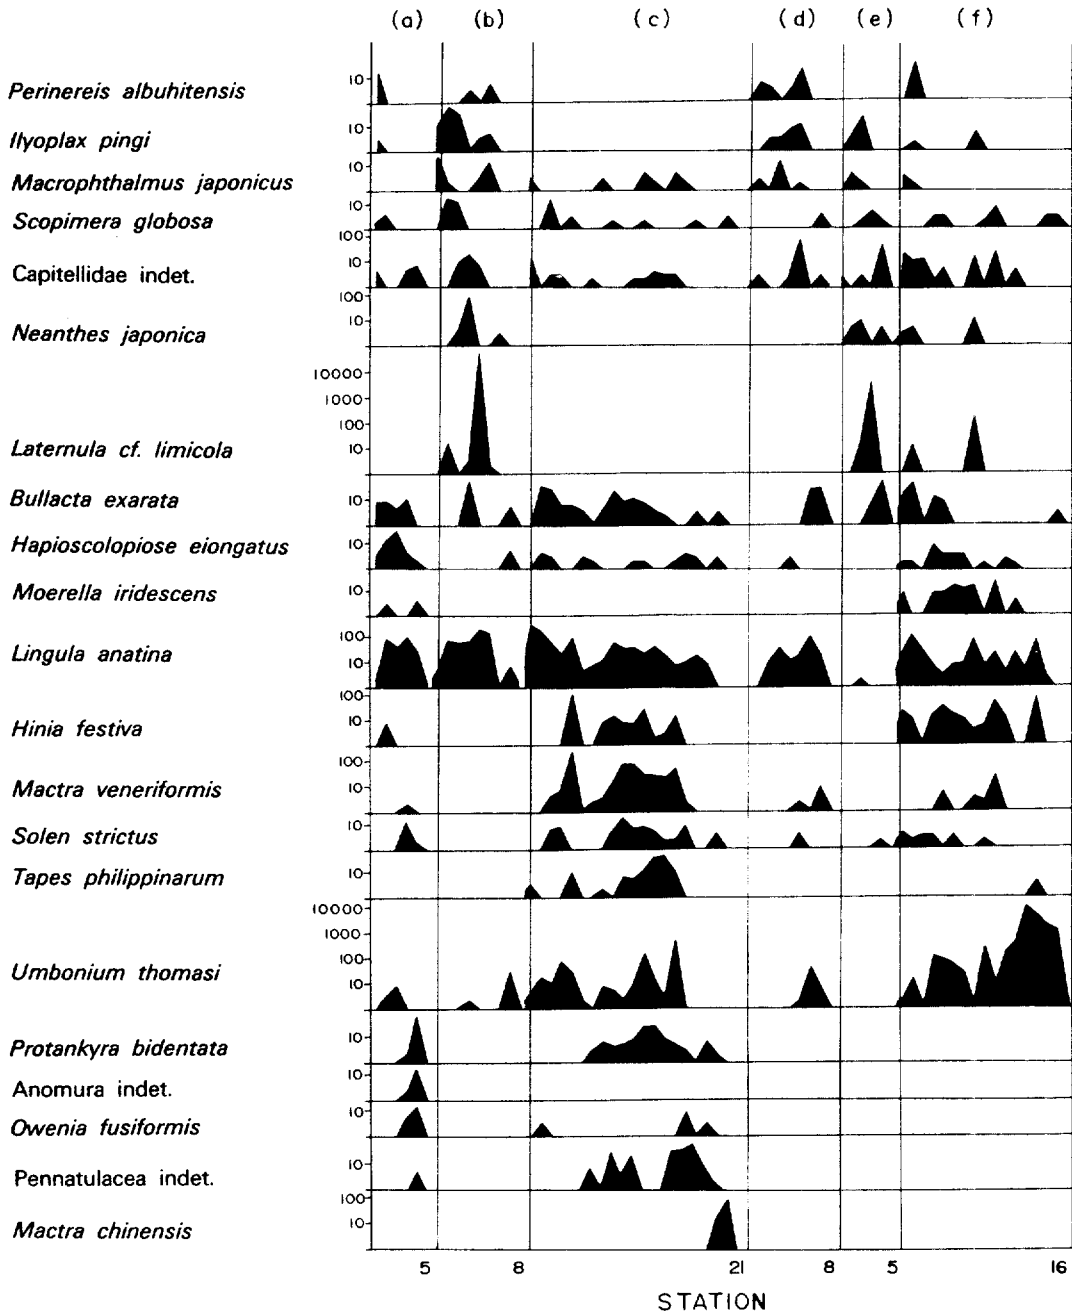 (a) (b) (c) (d) (e) (f)
Perinereis albuhitensis 10
Ilyoplax pingi 10
Macrophthalmus japonicus 10
Scopimera globosa 10
Capitellidae indet. 100 10
Neanthes japonica 100 10
Laternula cf. limicola 10000 1000 100 10
Bullacta exarata 10
Hapioscolopiose eiongatus 10
Moerella iridescens 10
Lingula anatina 100 10
Hinia festiva 100 10
Mactra veneriformis 100 10
Solen strictus 10
Tapes philippinarum 10
Umbonium thomasi 10000 1000 100 10
Protankyra bidentata 10
Anomura indet. 10
Owenia fusiformis 10
Pennatulacea indet. 10
Mactra chinensis 100 10
5 8 21 8 5 16
STATION